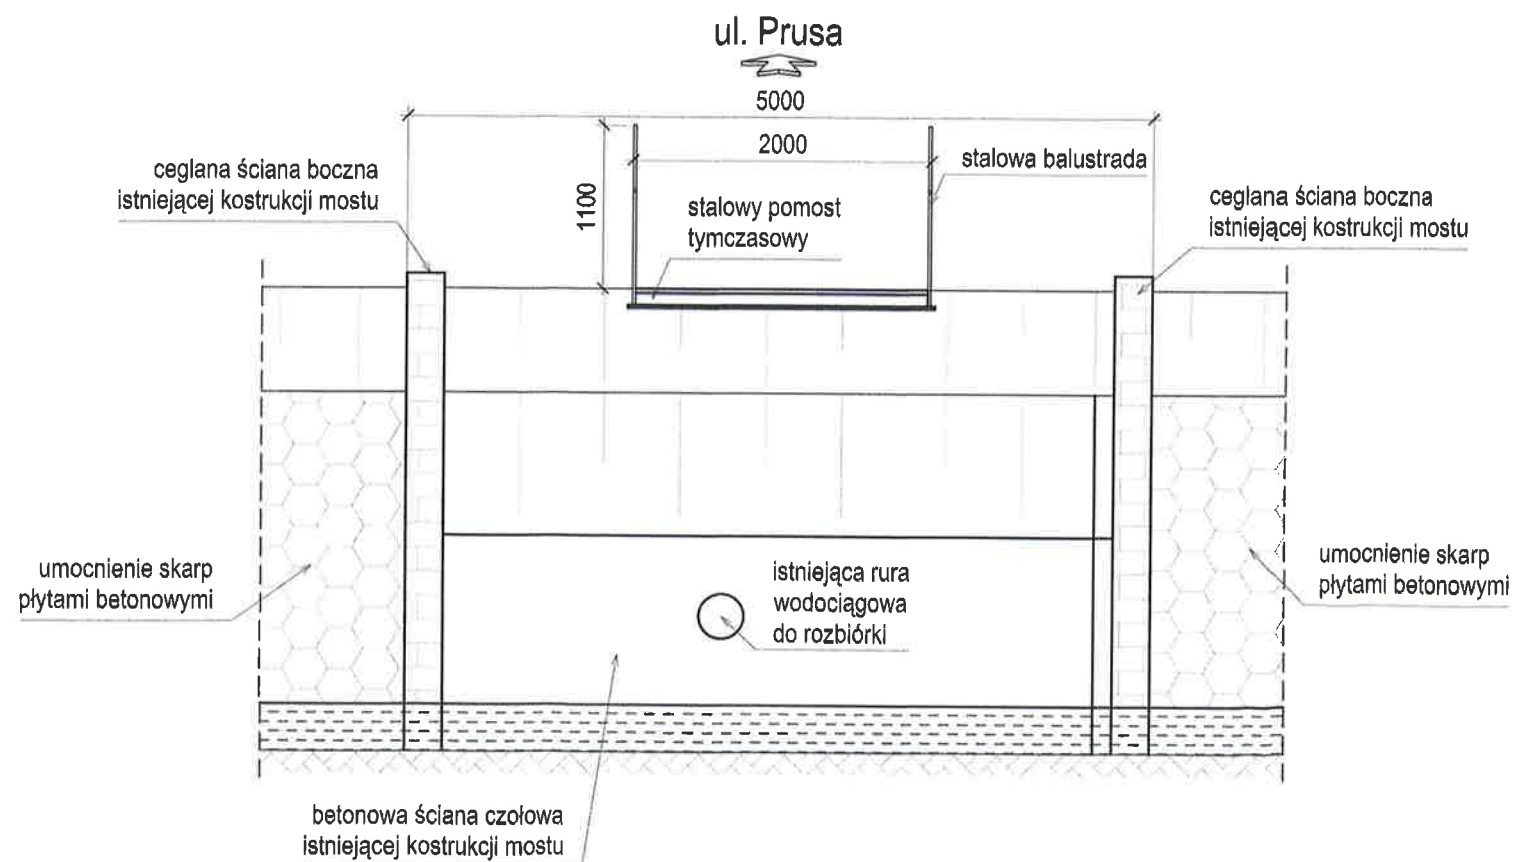 ul. Prusa
5000
2000
1100
stalowa balustrada
ceglana ściana boczna
istniejącej kostrukcji mostu
stalowy pomost
tymczasowy
ceglana ściana boczna
istniejącej kostrukcji mostu
umocnienie skarp
płytami betonowymi
istniejąca rura
wodociągowa
do rozbiórki
umocnienie skarp
płytami betonowymi
betonowa ściana czołowa
istniejącej kostrukcji mostu